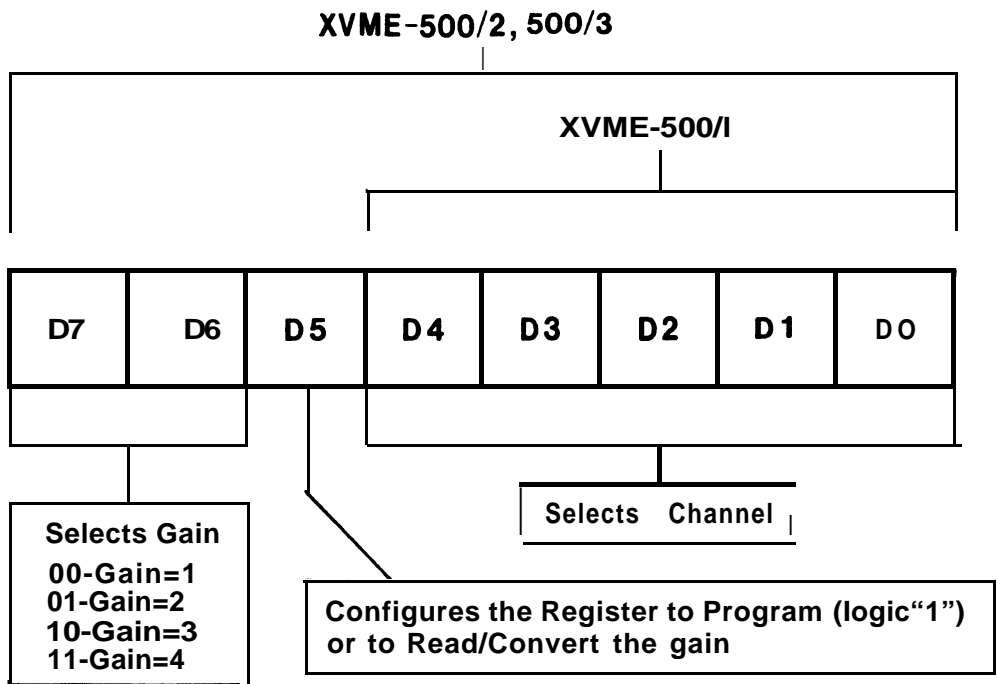 XVME-500/2, 500/3
XVME-500/I
D7 D6 D5 D4 D3 D2 D1 D0
Selects Gain
00-Gain=1
01-Gain=2
10-Gain=3
11-Gain=4
Selects Channel
Configures the Register to Program (logic“1”)
or to Read/Convert the gain